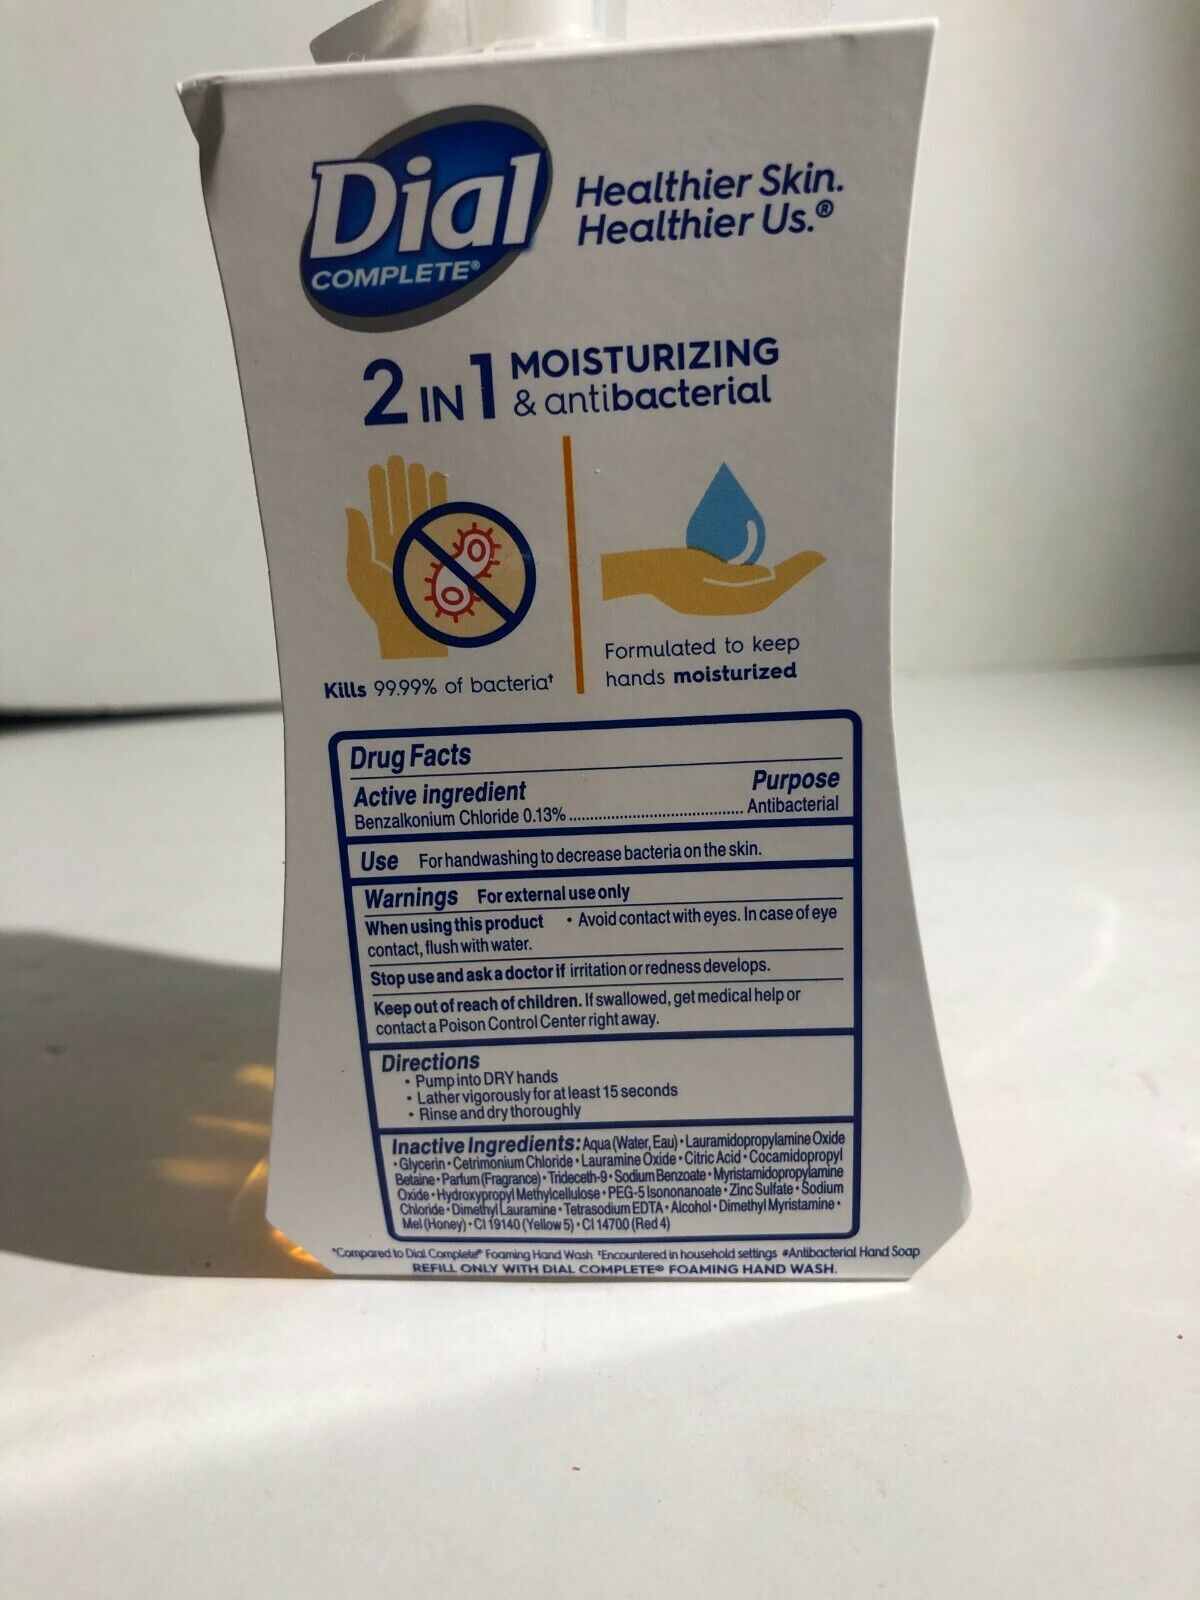 Dial
COMPLETE®
Healthier Skin.
Healthier Us.®
2 IN 1 MOISTURIZING
& antibacterial
Kills 99.99% of bacteria†
Formulated to keep
hands moisturized
Drug Facts
Active ingredient Purpose
Benzalkonium Chloride 0.13% ........................................ Antibacterial
Use For handwashing to decrease bacteria on the skin.
Warnings For external use only
When using this product • Avoid contact with eyes. In case of eye
contact, flush with water.
Stop use and ask a doctor if irritation or redness develops.
Keep out of reach of children. If swallowed, get medical help or
contact a Poison Control Center right away.
Directions
• Pump into DRY hands
• Lather vigorously for at least 15 seconds
• Rinse and dry thoroughly
Inactive Ingredients: Aqua (Water, Eau) • Lauramidopropylamine Oxide
• Glycerin • Cetrimonium Chloride • Lauramine Oxide • Citric Acid • Cocamidopropyl
Betaine • Parfum (Fragrance) • Trideceth-9 • Sodium Benzoate • Myristamidopropylamine
Oxide • Hydroxypropyl Methylcellulose • PEG-5 Isononanoate • Zinc Sulfate • Sodium
Chloride • Dimethyl Lauramine • Tetrasodium EDTA • Alcohol • Dimethyl Myristamine •
Mel (Honey) • CI 19140 (Yellow 5) • CI 14700 (Red 4)
*Compared to Dial Complete® Foaming Hand Wash †Encountered in household settings #Antibacterial Hand Soap
REFILL ONLY WITH DIAL COMPLETE® FOAMING HAND WASH.